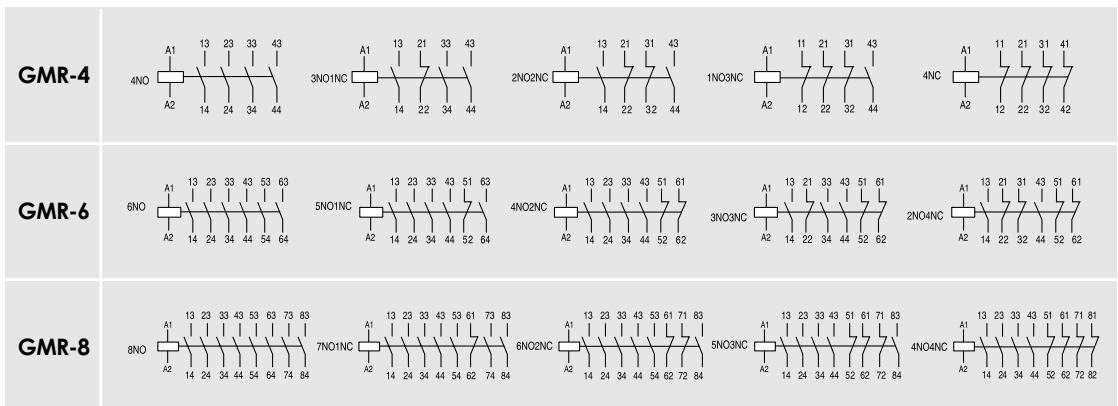 GMR-4
4NO A1 13 23 33 43
A2 14 24 34 44
3NO1NC A1 13 21 33 43
A2 14 22 34 44
2NO2NC A1 13 21 31 43
A2 14 22 32 44
1NO3NC A1 11 21 31 43
A2 12 22 32 44
4NC A1 11 21 31 41
A2 12 22 32 42
GMR-6
6NO A1 13 23 33 43 53 63
A2 14 24 34 44 54 64
5NO1NC A1 13 23 33 43 51 63
A2 14 24 34 44 52 64
4NO2NC A1 13 23 33 43 51 61
A2 14 24 34 44 52 62
3NO3NC A1 13 21 33 43 51 61
A2 14 22 34 44 52 62
2NO4NC A1 13 21 31 43 51 61
A2 14 22 32 44 52 62
GMR-8
8NO A1 13 23 33 43 53 63 73 83
A2 14 24 34 44 54 64 74 84
7NO1NC A1 13 23 33 43 53 61 73 83
A2 14 24 34 44 54 62 74 84
6NO2NC A1 13 23 33 43 53 61 71 83
A2 14 24 34 44 54 62 72 84
5NO3NC A1 13 23 33 43 51 61 71 83
A2 14 24 34 44 52 62 72 84
4NO4NC A1 13 23 33 43 51 61 71 81
A2 14 24 34 44 52 62 72 82